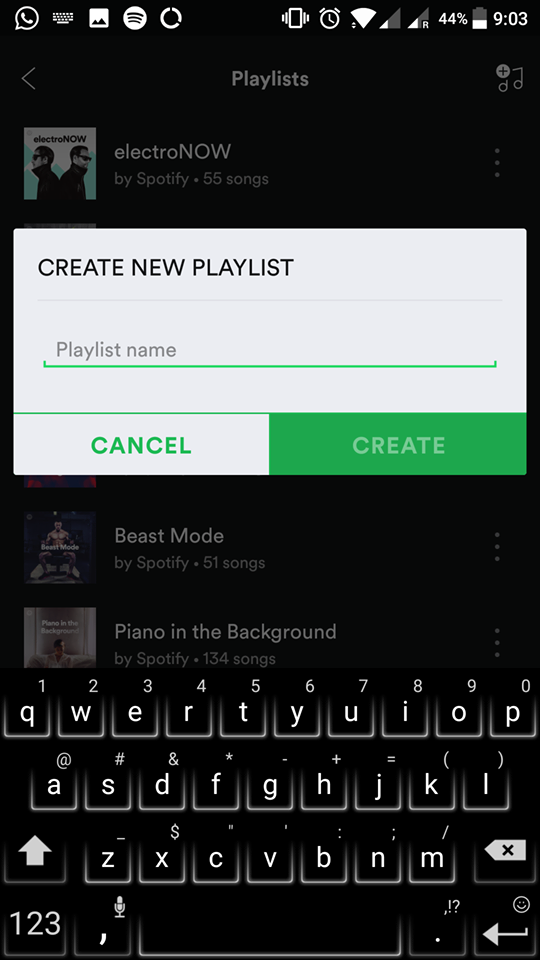 44% 9:03
Playlists
electroNOW
electroNOW
by Spotify • 55 songs
CREATE NEW PLAYLIST
Playlist name
CANCEL CREATE
Beast Mode
Beast Mode
by Spotify • 51 songs
Piano in the
Background
Piano in the Background
by Spotify • 134 songs
1 2 3 4 5 6 7 8 9 0
q w e r t y u i o p
@ # & * - + = ( )
a s d f g h j k l
_ $ " ' : ; /
z x c v b n m
,!?
123 , .